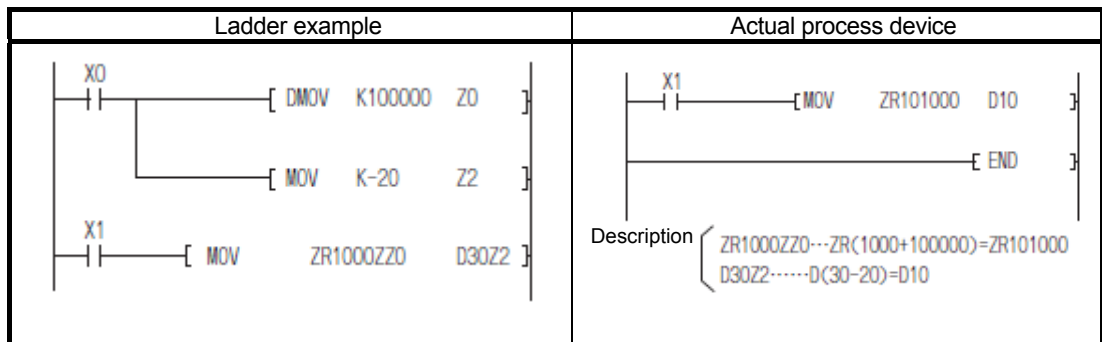 Ladder example
Actual process device
X0
DMOV K100000 Z0
MOV K-20 Z2
X1
MOV ZR1000ZZ0 D30Z2
X1
MOV ZR101000 D10
END
Description
ZR1000ZZ0···ZR(1000+100000)=ZR101000
D30Z2······D(30-20)=D10